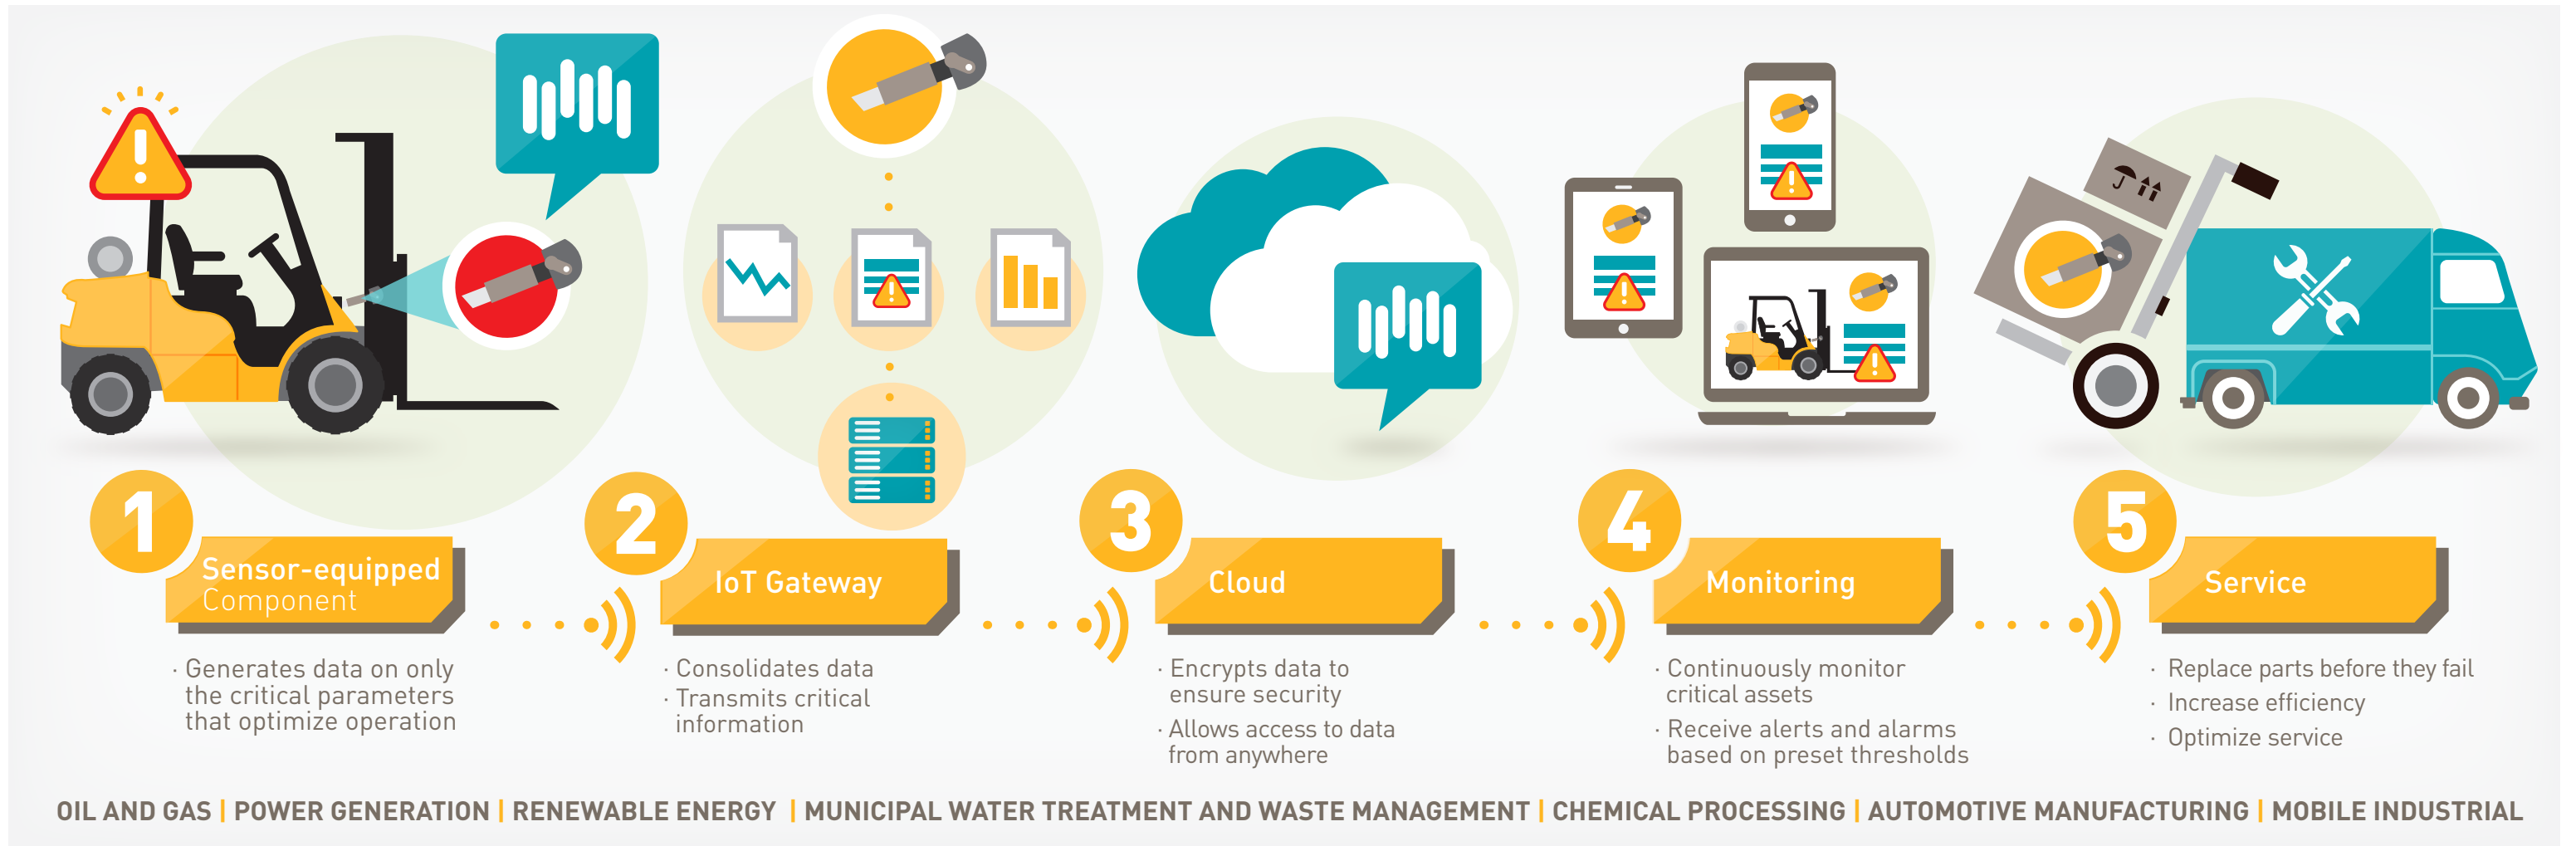 1
Sensor-equipped
Component
· Generates data on only
the critical parameters
that optimize operation
2
IoT Gateway
· Consolidates data
· Transmits critical
information
3
Cloud
· Encrypts data to
ensure security
· Allows access to data
from anywhere
4
Monitoring
· Continuously monitor
critical assets
· Receive alerts and alarms
based on preset thresholds
5
Service
· Replace parts before they fail
· Increase efficiency
· Optimize service
OIL AND GAS | POWER GENERATION | RENEWABLE ENERGY | MUNICIPAL WATER TREATMENT AND WASTE MANAGEMENT | CHEMICAL PROCESSING | AUTOMOTIVE MANUFACTURING | MOBILE INDUSTRIAL